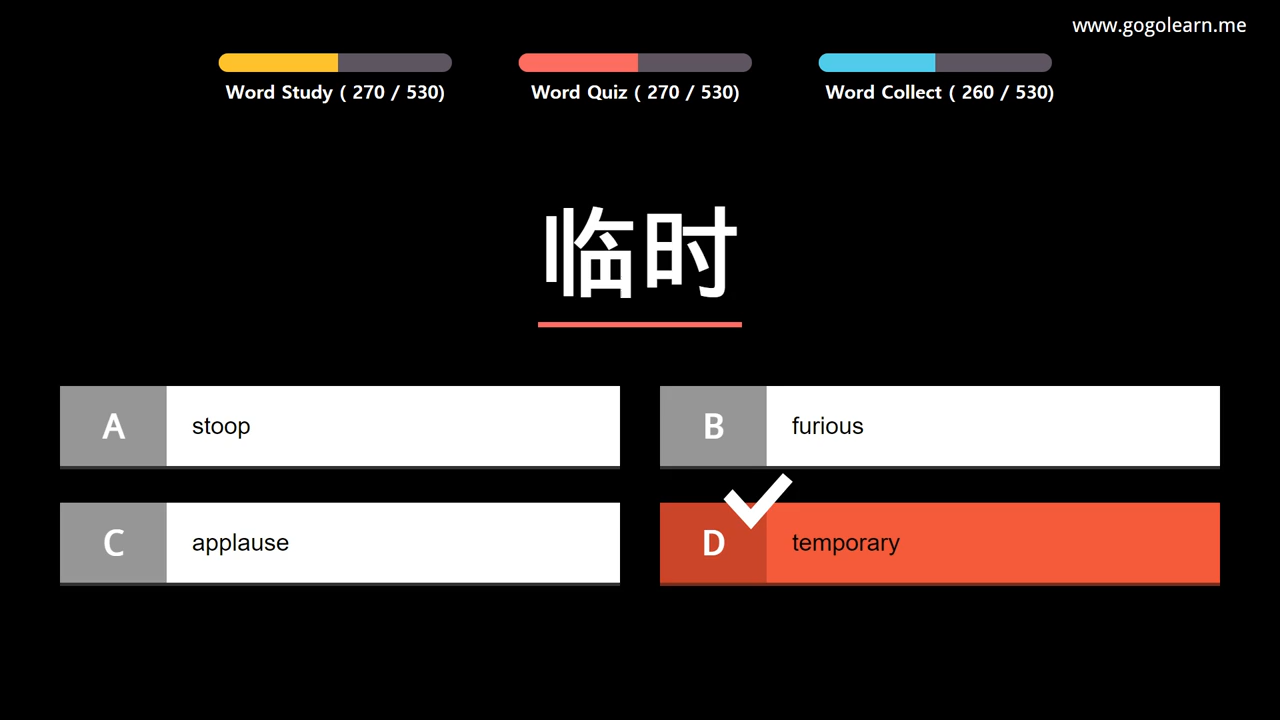 www.gogolearn.me
Word Study ( 270 / 530)
Word Quiz ( 270 / 530)
Word Collect ( 260 / 530)
临时
A stoop
B furious
C applause
D temporary